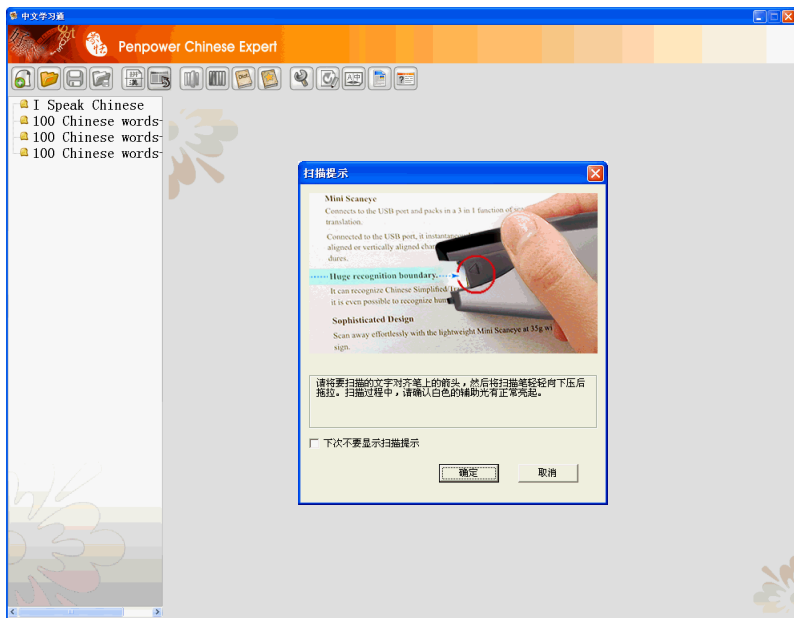 中文学习通
Penpower Chinese Expert
I Speak Chinese
100 Chinese words
100 Chinese words
100 Chinese words
扫描提示
Mini Scaneye
Connects to the USB port and packs in a 3 in 1 function of
translation.
Connected to the USB port, it
aligned or vertically aligned
dures.
Huge recognition boundary.
It can recognize Chinese Simplified
it is even possible to recognize
Sophisticated Design
Scan away effortlessly with the lightweight Mini Scaneye at 35g wi
sign.
请将要扫描的文字对齐笔上的箭头，然后将扫描笔轻轻向下压后
拖拉。扫描过程中，请确认白色的辅助光有正常亮起。
下次不要显示扫描提示
确定
取消